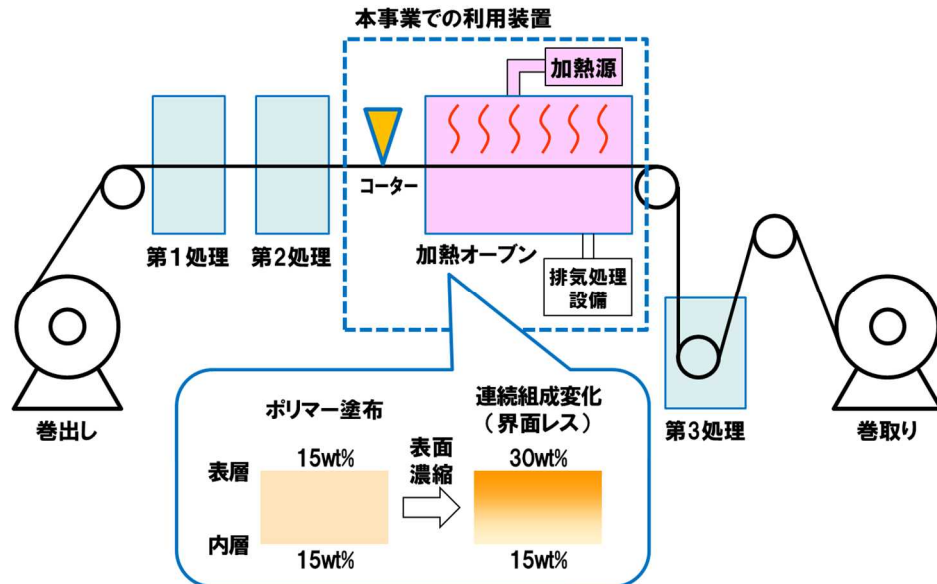 本事業での利用装置
加熱源
コーター
第1処理
第2処理
加熱オーブン
排気処理
設備
巻出し
第3処理
巻取り
ポリマー塗布
連続組成変化
（界面レス）
表層
15wt%
表面
濃縮
30wt%
内層
15wt%
15wt%